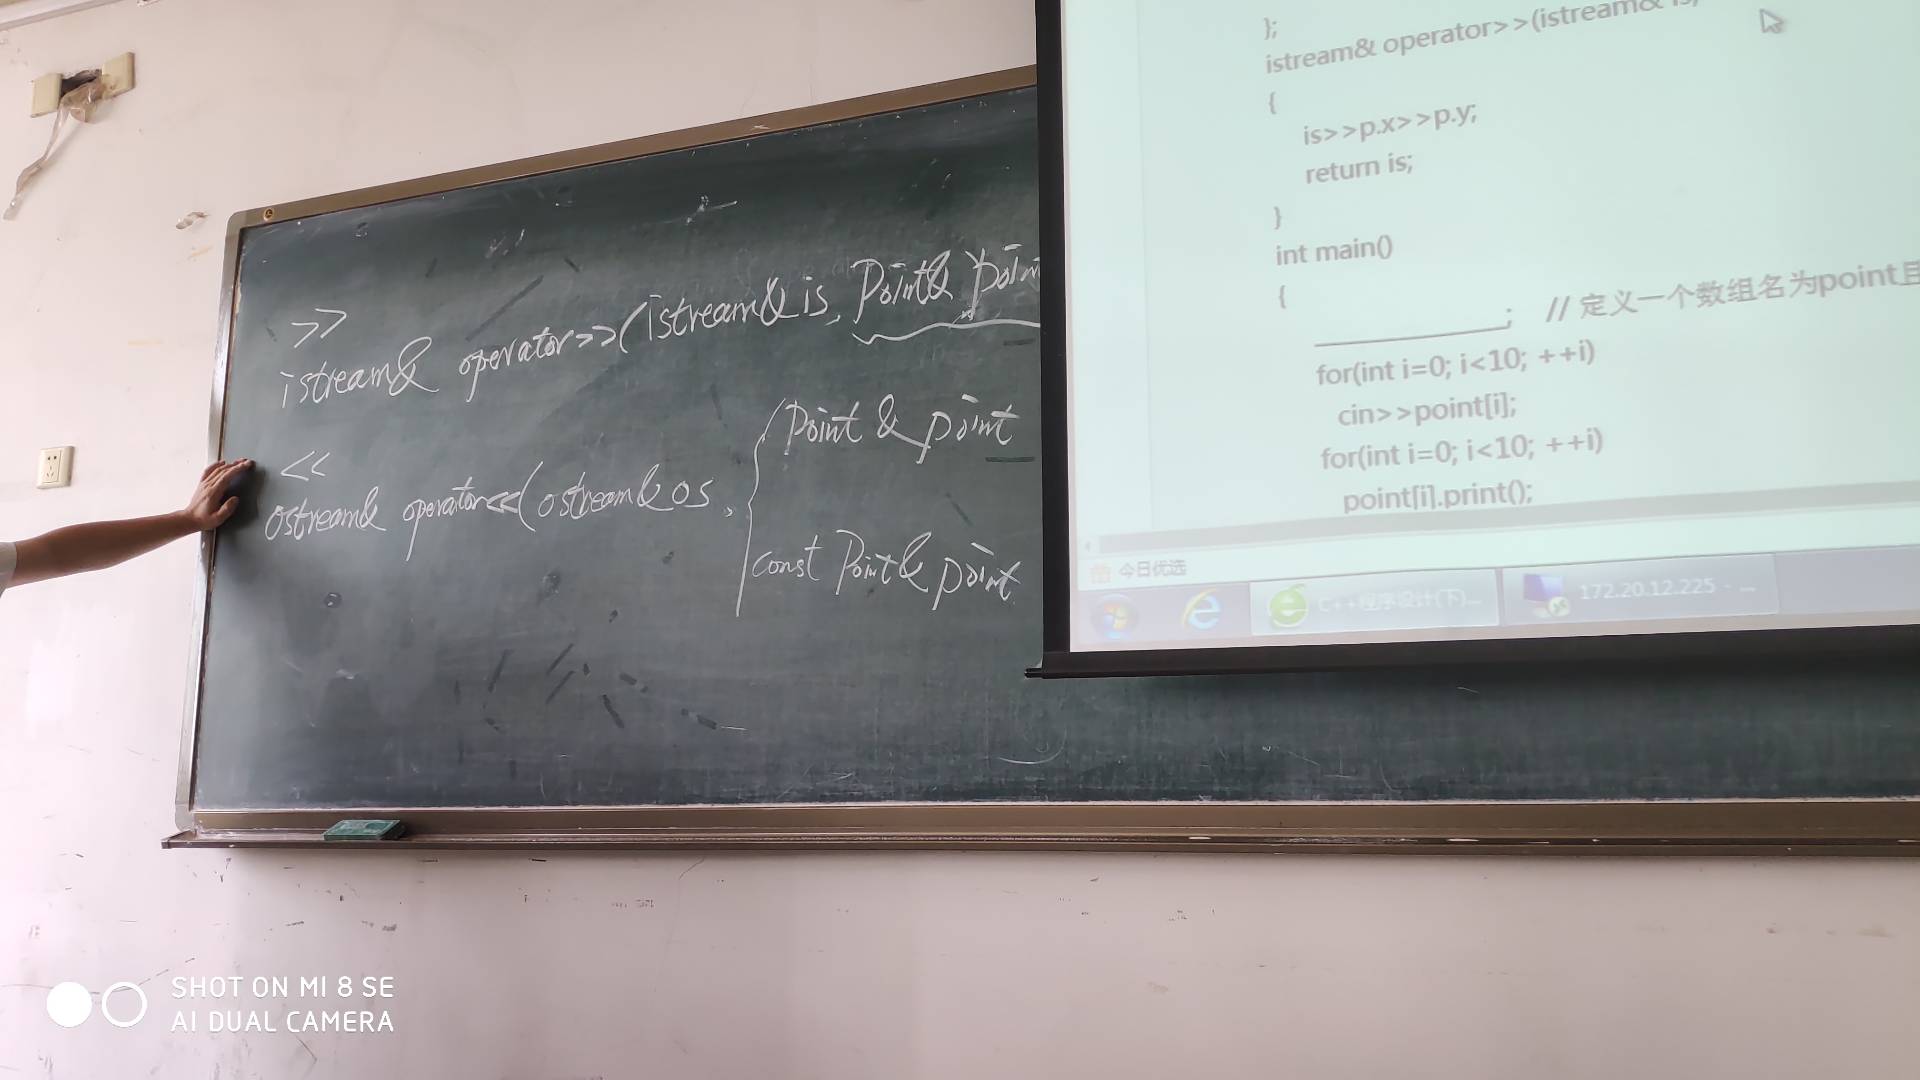 >>
istream& operator>>(istream& is, Point& point
<<
ostream& operator<<(ostream& os,
Point & point
const Point & point
};
istream& operator>>(istream& is,
{
is>>p.x>>p.y;
return is;
}
int main()
{
____________; // 定义一个数组名为point且
for(int i=0; i<10; ++i)
cin>>point[i];
for(int i=0; i<10; ++i)
point[i].print();
今日优选
C++程序设计(下)...
172.20.12.225 - ...
SHOT ON MI 8 SE
AI DUAL CAMERA